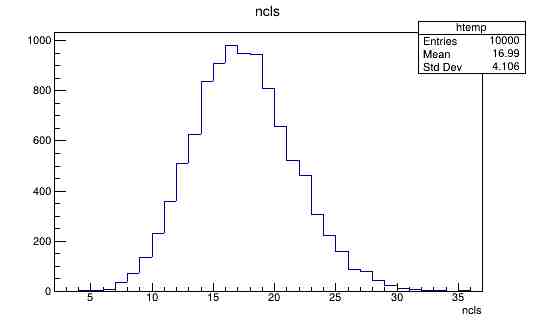 ncls
htemp
Entries 10000
Mean 16.99
Std Dev 4.106
1000
800
600
400
200
0
5 10 15 20 25 30 35
ncls